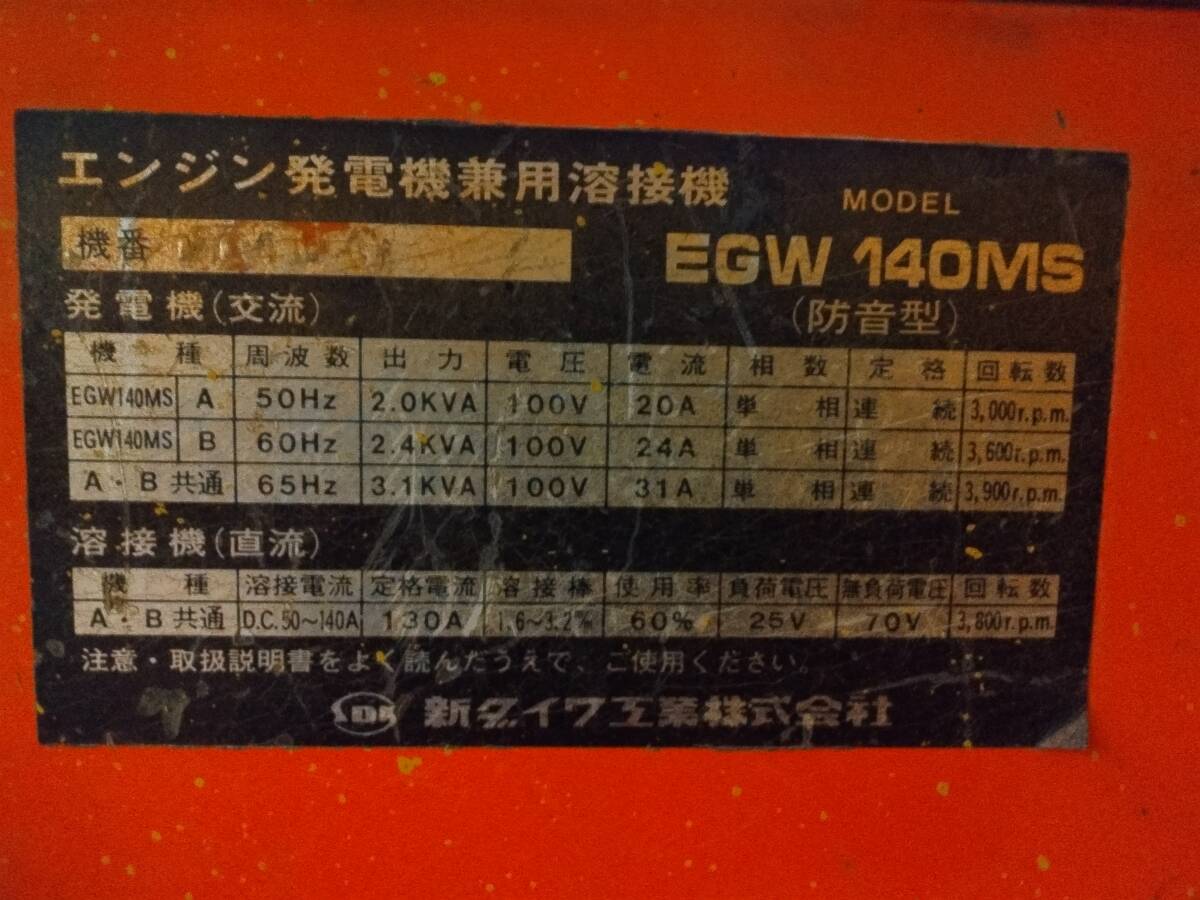 エンジン発電機兼用溶接機
MODEL
機番
EGW 140MS
発電機(交流)
(防音型)
機種 周波数 出力 電圧 電流 相数 定格 回転数
EGW140MS A 50Hz 2.0KVA 100V 20A 単相 連続 3,000r.p.m.
EGW140MS B 60Hz 2.4KVA 100V 24A 単相 連続 3,600r.p.m.
A・B共通 65Hz 3.1KVA 100V 31A 単相 連続 3,900r.p.m.
溶接機(直流)
機種 溶接電流 定格電流 溶接棒 使用率 負荷電圧 無負荷電圧 回転数
A・B共通 D.C.50~140A 130A 1.6~3.2㎜ 60% 25V 70V 3,800r.p.m.
注意・取扱説明書をよく読んだうえで、ご使用ください。
SDK 新ダイワ工業株式会社